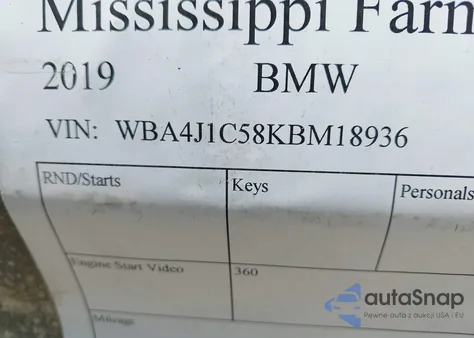 Mississippi Farm
2019 BMW
VIN: WBA4J1C58KBM18936
RND/Starts Keys Personals
Engine Start Video 360
Mileage
autoSnap
Pewne auta z aukcji USA i EU